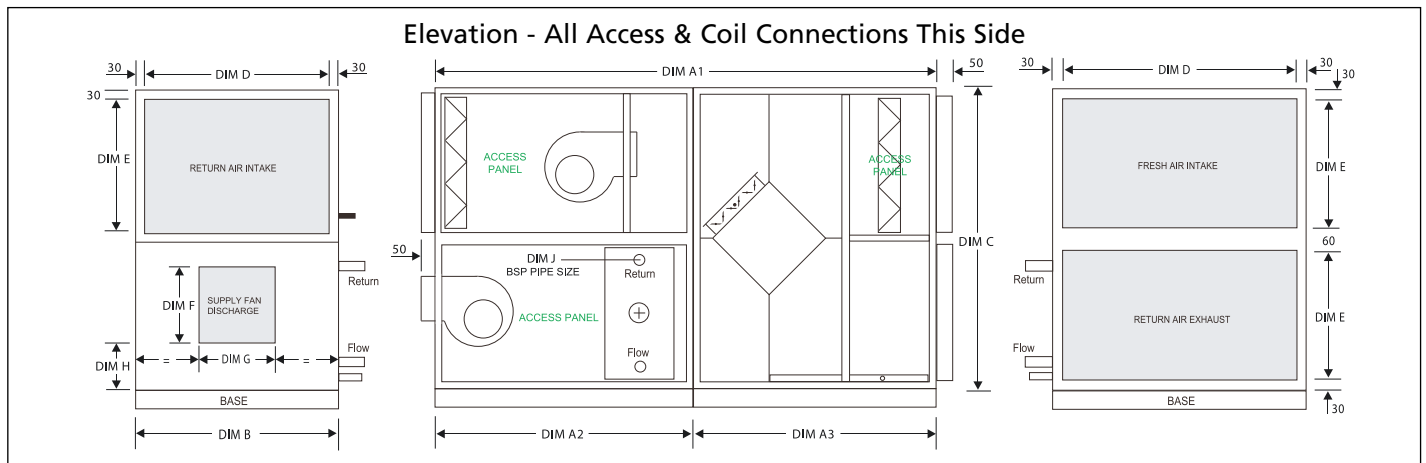 Elevation - All Access & Coil Connections This Side
30
DIM D
30
30
DIM E
RETURN AIR INTAKE
Return
DIM F
SUPPLY FAN
DISCHARGE
DIM H
=
DIM G
=
Flow
BASE
DIM B
DIM A1
50
ACCESS
PANEL
ACCESS
PANEL
DIM C
50
DIM J
BSP PIPE SIZE
Return
ACCESS PANEL
Flow
DIM A2
DIM A3
30
DIM D
30
30
FRESH AIR INTAKE
DIM E
60
Return
RETURN AIR EXHAUST
DIM E
Flow
BASE
30